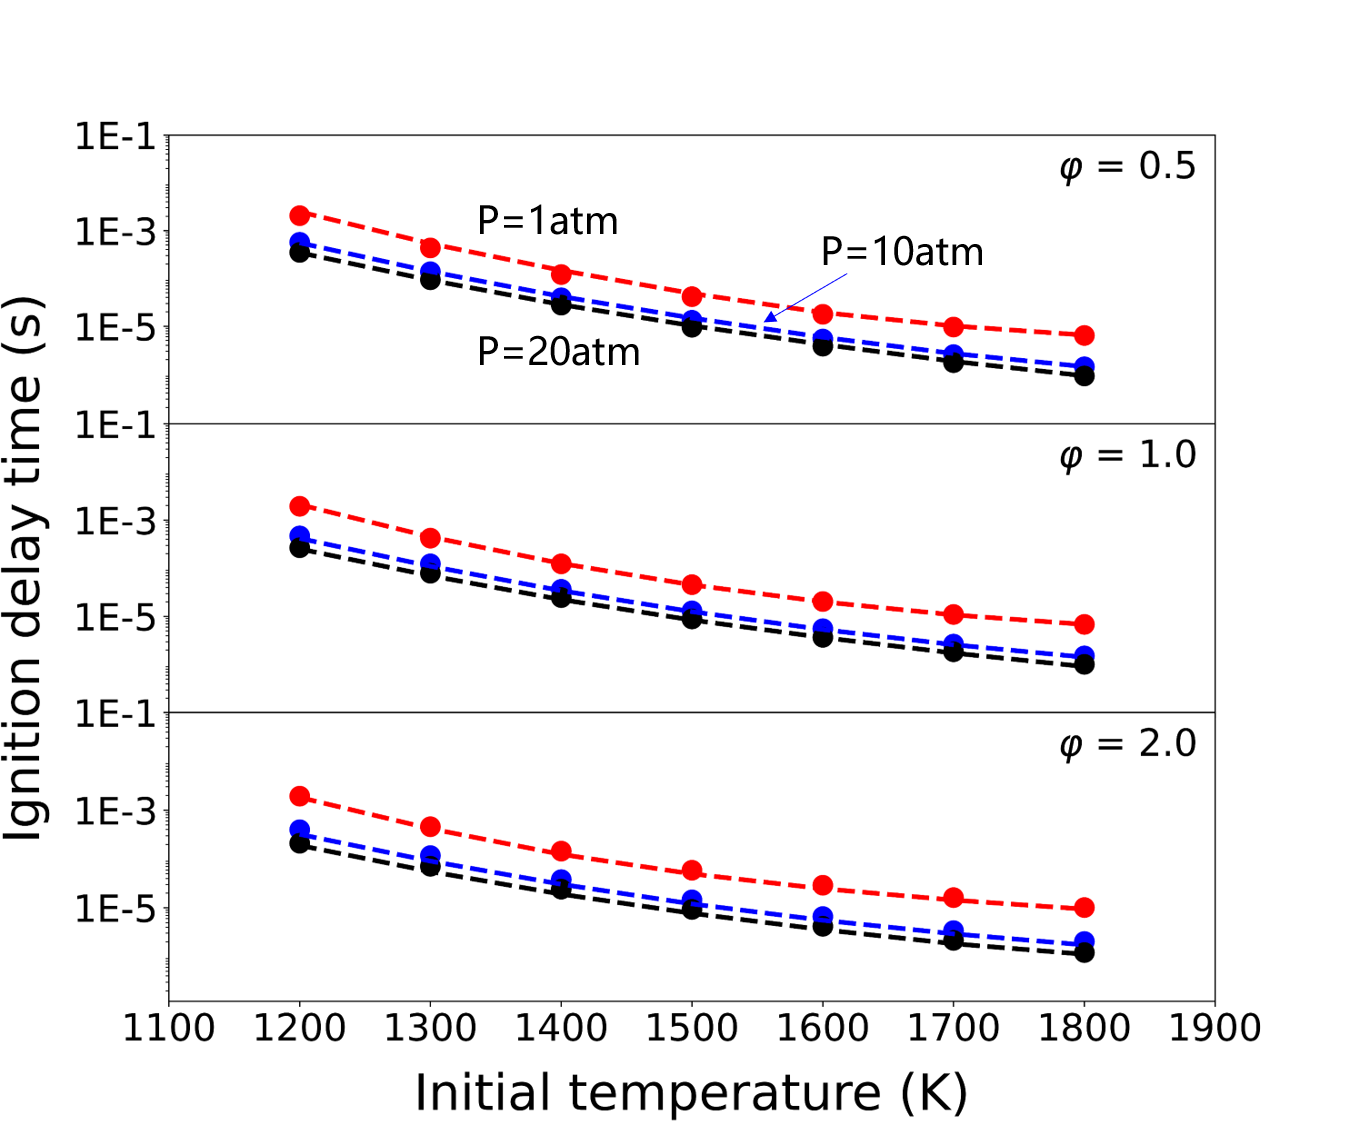 1E-1
φ = 0.5
P=1atm
1E-3
P=10atm
1E-5
P=20atm
1E-1
φ = 1.0
1E-3
1E-5
1E-1
φ = 2.0
1E-3
1E-5
Ignition delay time (s)
1100 1200 1300 1400 1500 1600 1700 1800 1900
Initial temperature (K)